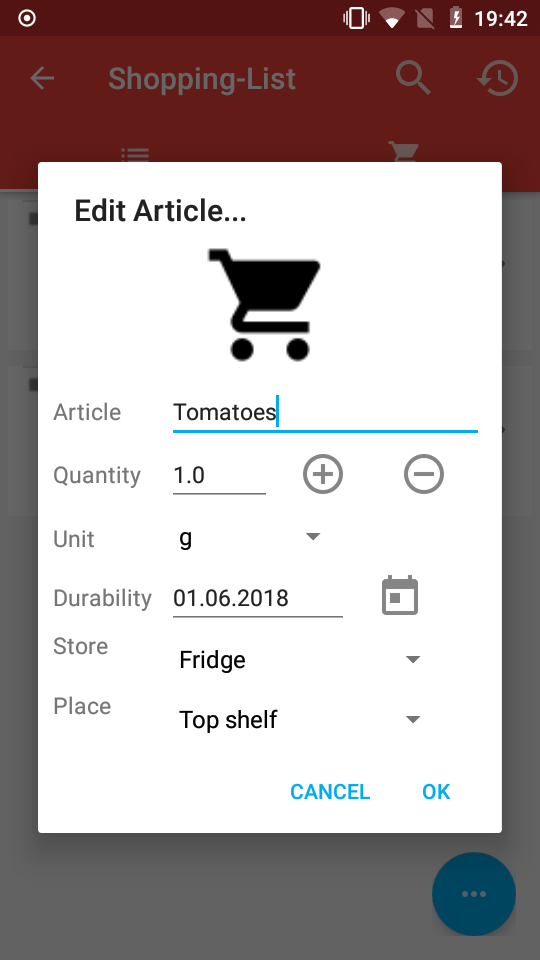 19:42
Shopping-List
Edit Article...
Article Tomatoes
Quantity 1.0
Unit g
Durability 01.06.2018
Store Fridge
Place Top shelf
CANCEL OK